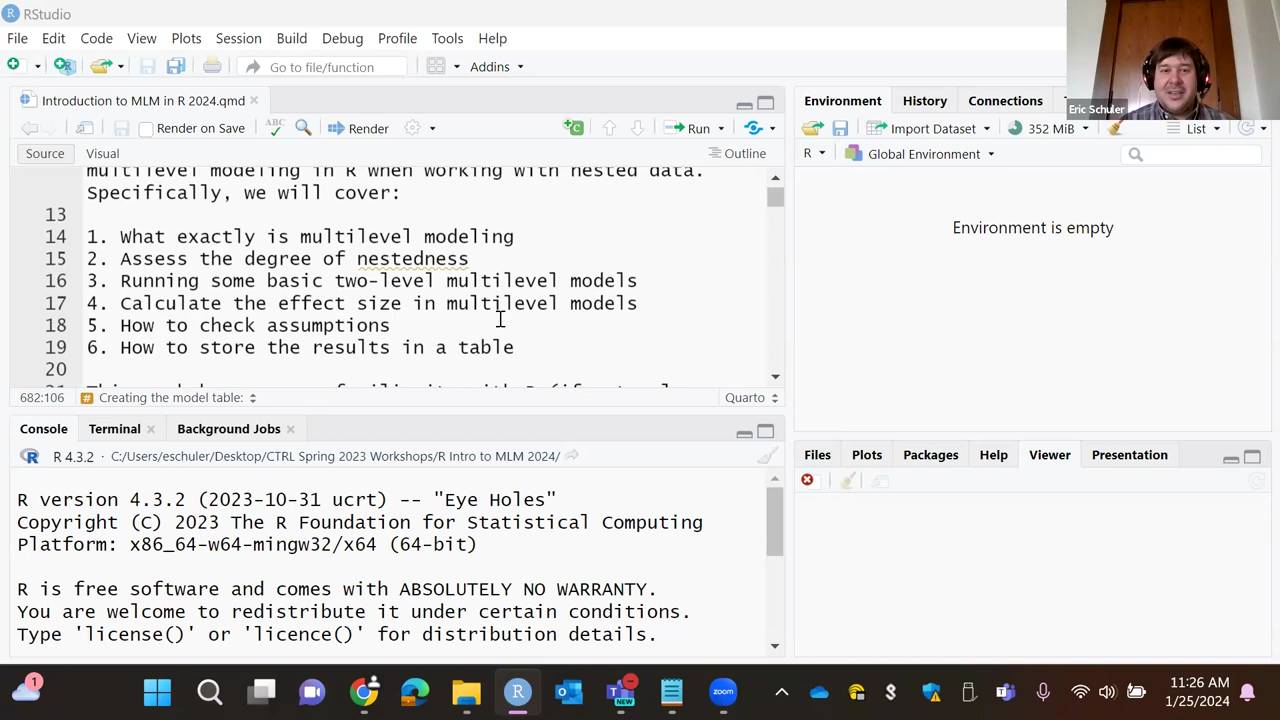 RStudio
File Edit Code View Plots Session Build Debug Profile Tools Help
Go to file/function Addins
Introduction to MLM in R 2024.qmd
Render on Save ABC Render Run
Source Visual Outline
multilevel modeling in R when working with nested data.
Specifically, we will cover:
13
14 1. What exactly is multilevel modeling
15 2. Assess the degree of nestedness
16 3. Running some basic two-level multilevel models
17 4. Calculate the effect size in multilevel models
18 5. How to check assumptions
19 6. How to store the results in a table
20
682:106 # Creating the model table: Quarto
Console Terminal Background Jobs
R R 4.3.2 · C:/Users/eschuler/Desktop/CTRL Spring 2023 Workshops/R Intro to MLM 2024/
R version 4.3.2 (2023-10-31 ucrt) -- "Eye Holes"
Copyright (C) 2023 The R Foundation for Statistical Computing
Platform: x86_64-w64-mingw32/x64 (64-bit)
R is free software and comes with ABSOLUTELY NO WARRANTY.
You are welcome to redistribute it under certain conditions.
Type 'license()' or 'licence()' for distribution details.
Eric Schuler
Environment History Connections
Import Dataset 352 MiB List
R Global Environment
Environment is empty
Files Plots Packages Help Viewer Presentation
1
NEW
zoom
11:26 AM
1/25/2024